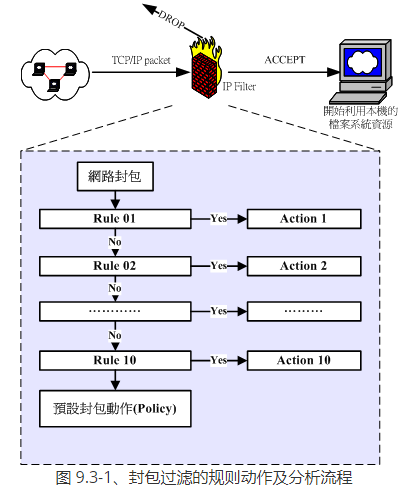 DROP
TCP/IP packet
IP Filter
ACCEPT
開始利用本機的
檔案系統資源
網路封包
Rule 01
Yes
Action 1
No
Rule 02
Yes
Action 2
No
…………
Yes
………
No
Rule 10
Yes
Action 10
預設封包動作(Policy)
图 9.3-1、封包过滤的规则动作及分析流程